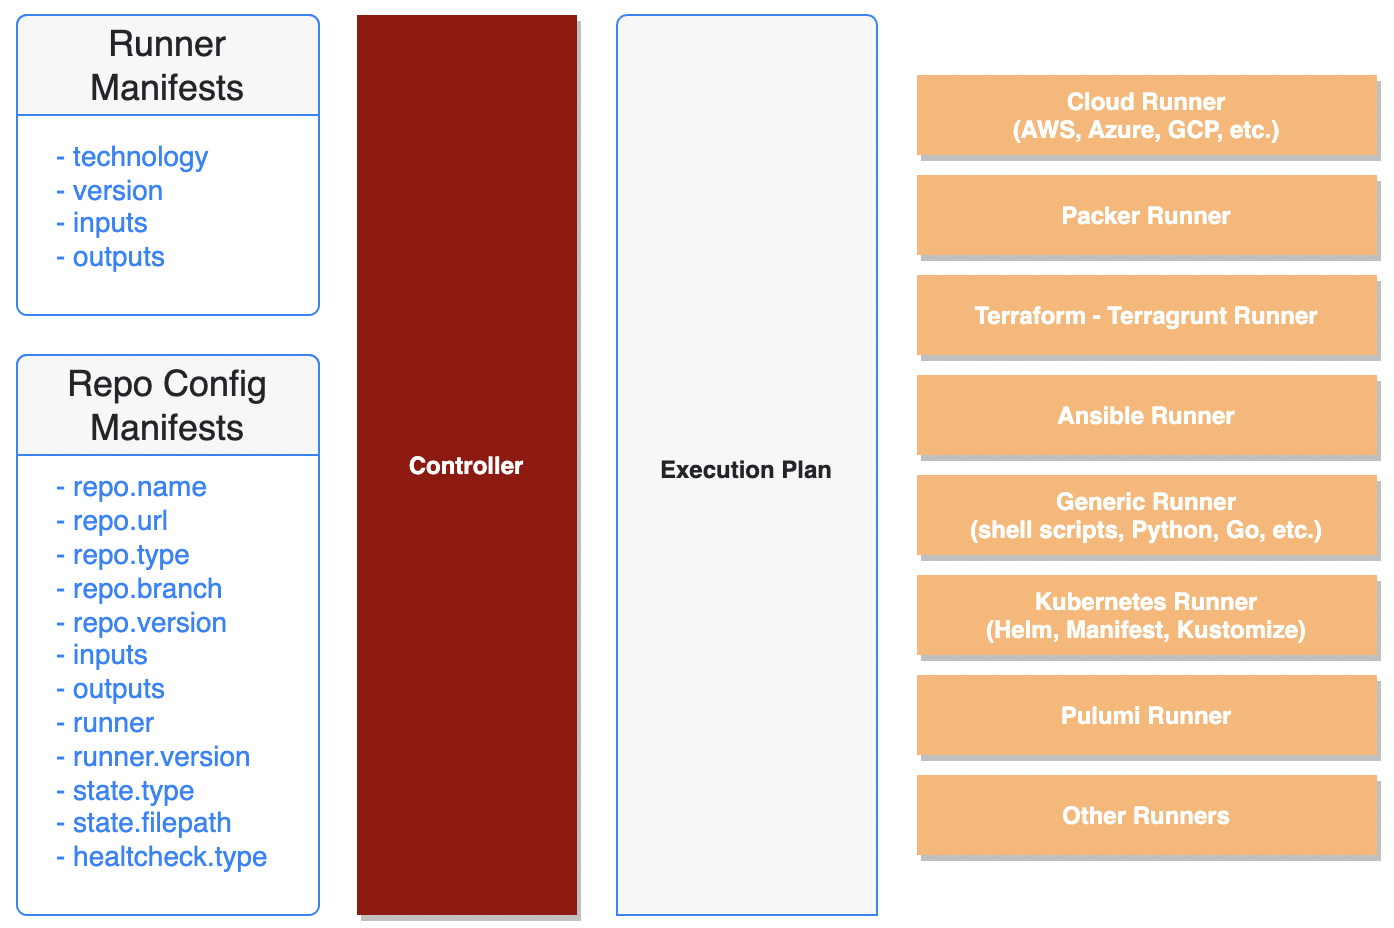 Runner
Manifests
- technology
- version
- inputs
- outputs
Repo Config
Manifests
- repo.name
- repo.url
- repo.type
- repo.branch
- repo.version
- inputs
- outputs
- runner
- runner.version
- state.type
- state.filepath
- healtcheck.type
Controller
Execution Plan
Cloud Runner
(AWS, Azure, GCP, etc.)
Packer Runner
Terraform - Terragrunt Runner
Ansible Runner
Generic Runner
(shell scripts, Python, Go, etc.)
Kubernetes Runner
(Helm, Manifest, Kustomize)
Pulumi Runner
Other Runners